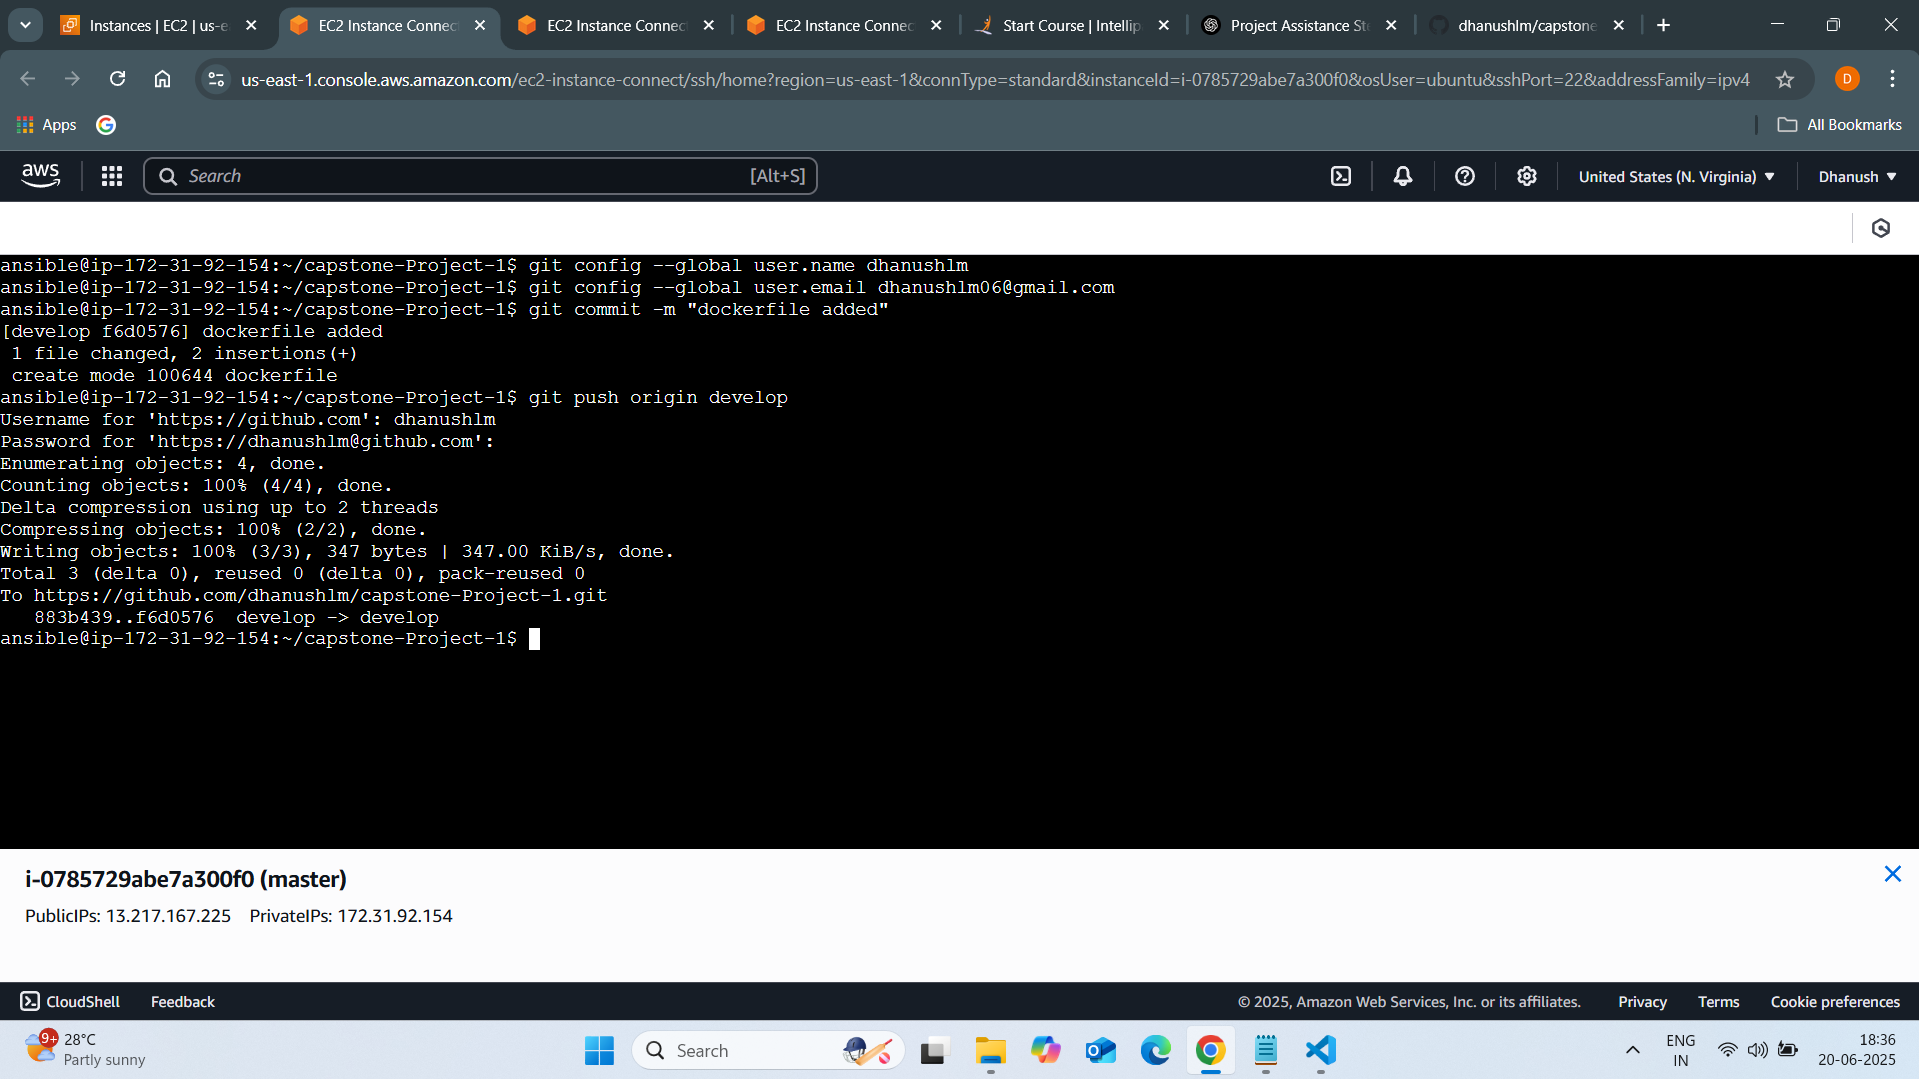 Instances | EC2 | us-e
EC2 Instance Connect
EC2 Instance Connect
EC2 Instance Connec
Start Course | Intellip
Project Assistance Ste
dhanushlm/capstone
us-east-1.console.aws.amazon.com/ec2-instance-connect/ssh/home?region=us-east-1&connType=standard&instanceId=i-0785729abe7a300f0&osUser=ubuntu&sshPort=22&addressFamily=ipv4
D
Apps
All Bookmarks
aws
Search
[Alt+S]
United States (N. Virginia)
Dhanush
ansible@ip-172-31-92-154:~/capstone-Project-1$ git config --global user.name dhanushlm
ansible@ip-172-31-92-154:~/capstone-Project-1$ git config --global user.email dhanushlm06@gmail.com
ansible@ip-172-31-92-154:~/capstone-Project-1$ git commit -m "dockerfile added"
[develop f6d0576] dockerfile added
1 file changed, 2 insertions(+)
create mode 100644 dockerfile
ansible@ip-172-31-92-154:~/capstone-Project-1$ git push origin develop
Username for 'https://github.com': dhanushlm
Password for 'https://dhanushlm@github.com':
Enumerating objects: 4, done.
Counting objects: 100% (4/4), done.
Delta compression using up to 2 threads
Compressing objects: 100% (2/2), done.
Writing objects: 100% (3/3), 347 bytes | 347.00 KiB/s, done.
Total 3 (delta 0), reused 0 (delta 0), pack-reused 0
To https://github.com/dhanushlm/capstone-Project-1.git
883b439..f6d0576  develop -> develop
ansible@ip-172-31-92-154:~/capstone-Project-1$
i-0785729abe7a300f0 (master)
PublicIPs: 13.217.167.225 PrivateIPs: 172.31.92.154
CloudShell
Feedback
© 2025, Amazon Web Services, Inc. or its affiliates.
Privacy
Terms
Cookie preferences
9+
28°C
Partly sunny
Search
ENG
IN
18:36
20-06-2025